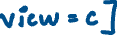 view = c]